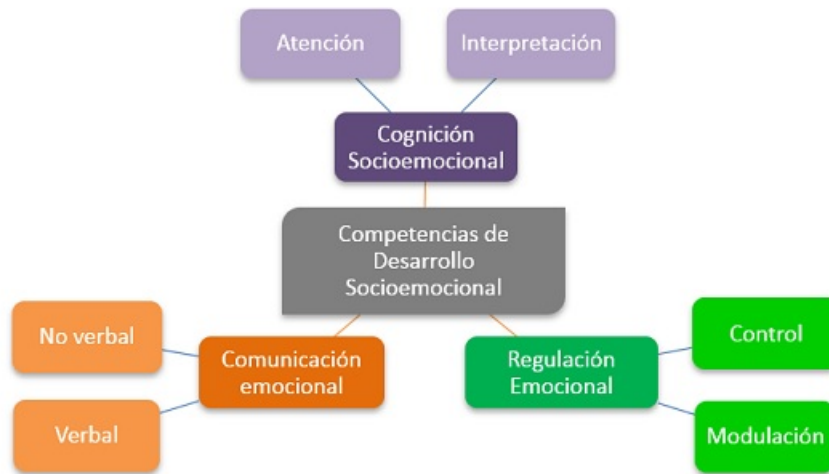 Atención
Interpretación
Cognición
Socioemocional
Competencias de
Desarrollo
Socioemocional
No verbal
Verbal
Comunicación
emocional
Regulación
Emocional
Control
Modulación